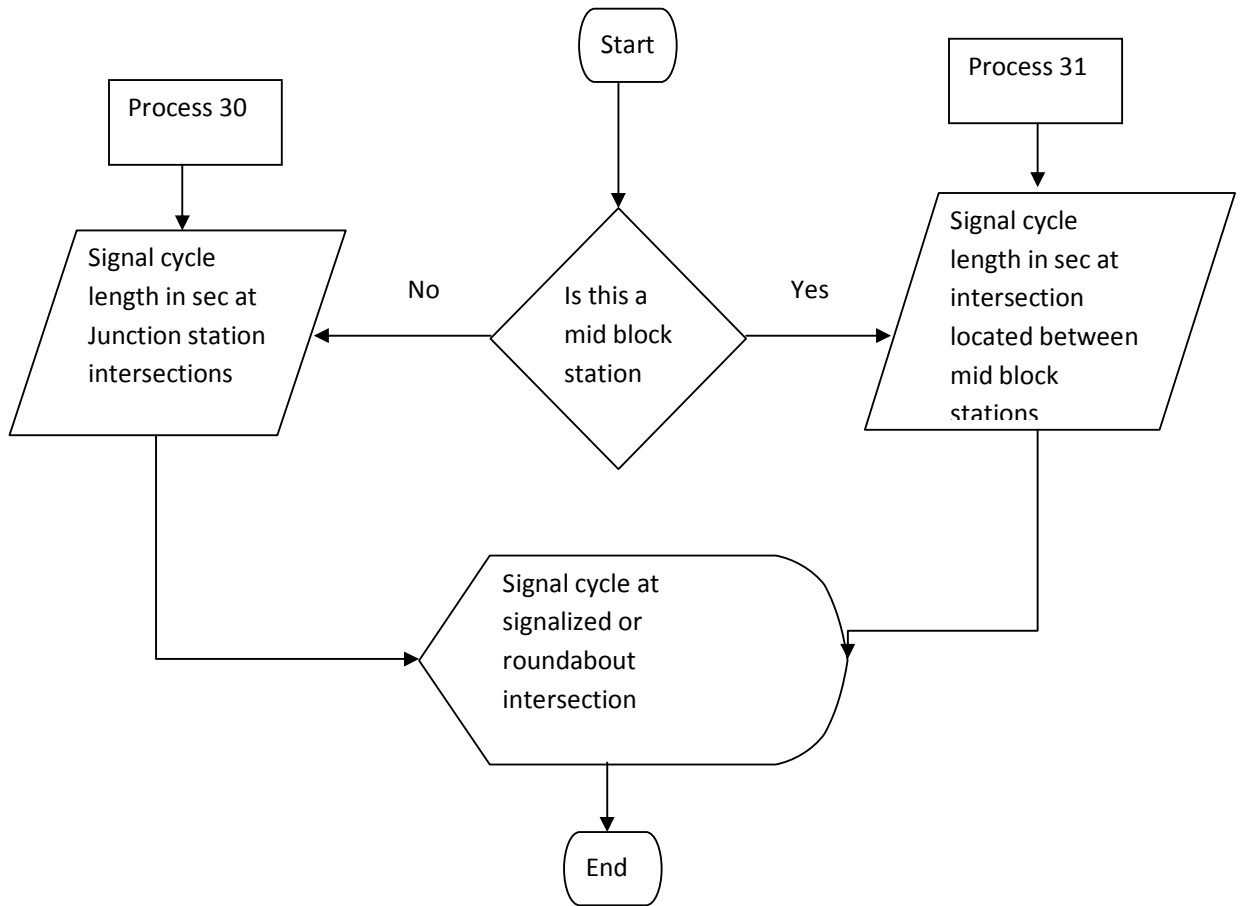 Start
Process 30
Process 31
Signal cycle
length in sec at
Junction station
intersections
No
Is this a
mid block
station
Yes
Signal cycle
length in sec at
intersection
located between
mid block
stations
Signal cycle at
signalized or
roundabout
intersection
End